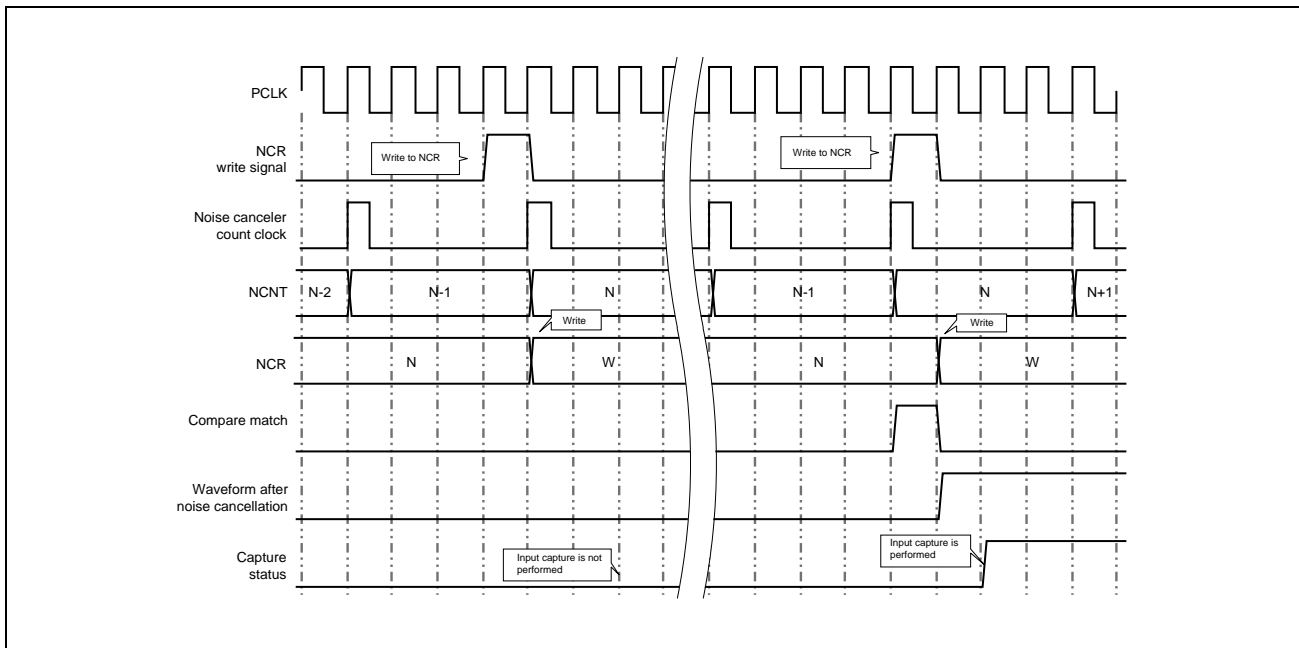 PCLK
NCR
write signal
Write to NCR
Write to NCR
Noise canceler
count clock
NCNT
N-2
N-1
N
N-1
N
N+1
Write
Write
NCR
N
W
N
W
Compare match
Waveform after
noise cancellation
Capture
status
Input capture is not
performed
Input capture is
performed